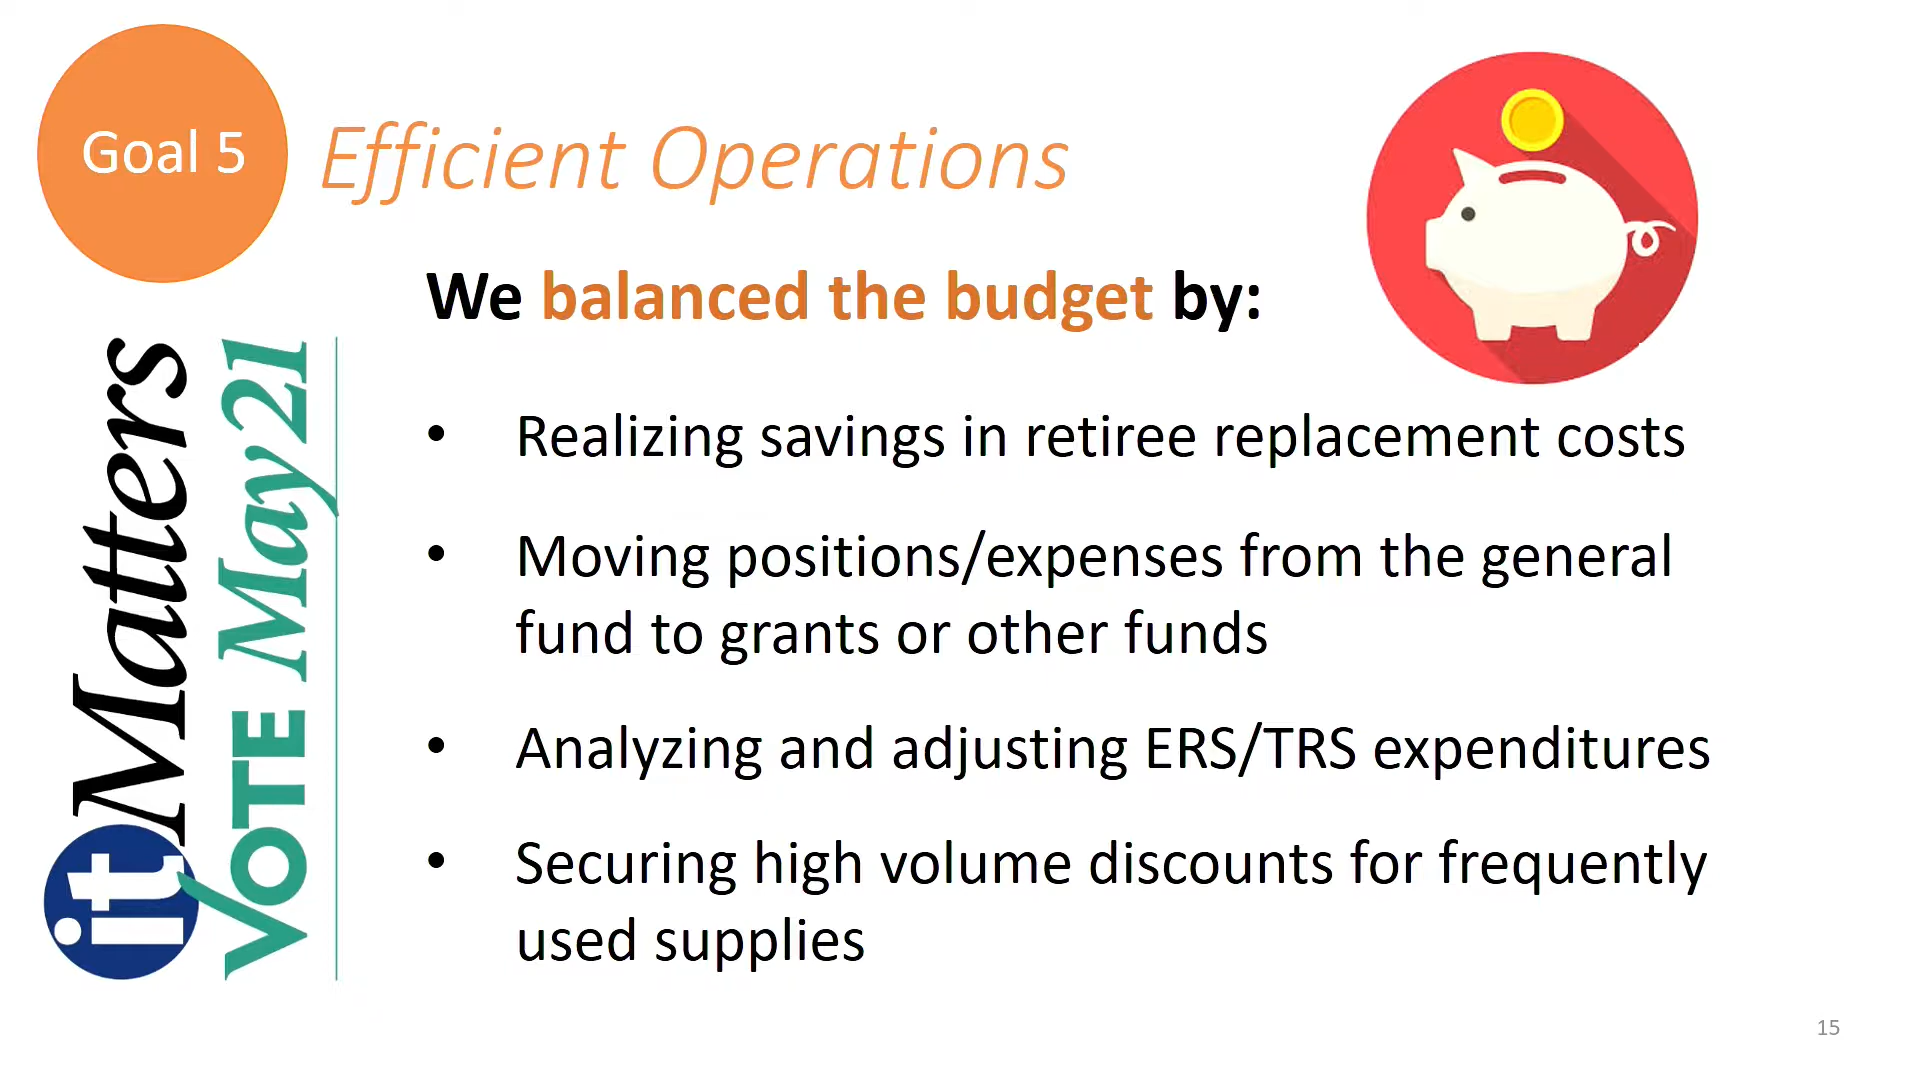 Goal 5
Efficient Operations
We balanced the budget by:
• Realizing savings in retiree replacement costs
• Moving positions/expenses from the general
fund to grants or other funds
• Analyzing and adjusting ERS/TRS expenditures
• Securing high volume discounts for frequently
used supplies
itMatters
VOTE May 21
15